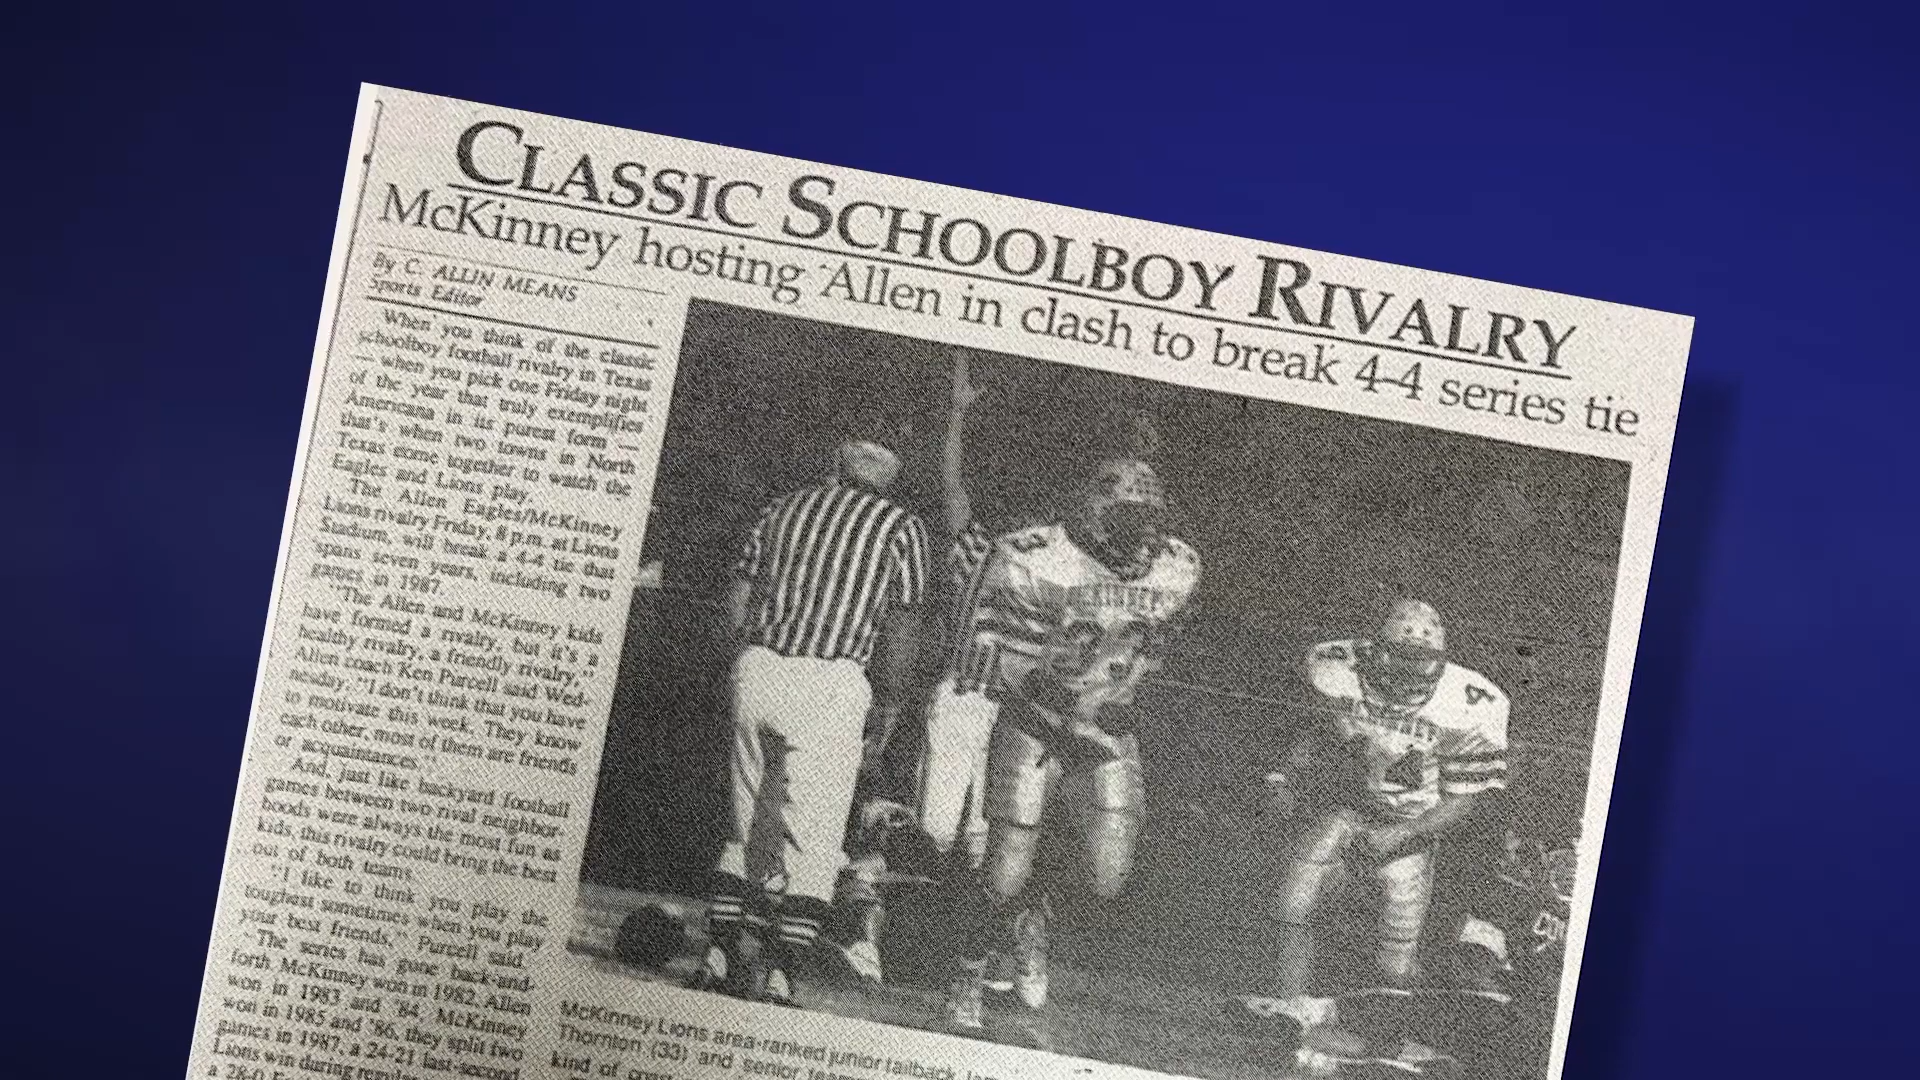 CLASSIC SCHOOLBOY RIVALRY
McKinney hosting Allen in clash to break 4-4 series tie
By C. ALLIN MEANS
Sports Editor
When you think of the classic
schoolboy football rivalry in Texas
— when you pick one Friday night
of the year that truly exemplifies
Americana in its purest form —
that's when two towns in North
Texas come together to watch the
Eagles and Lions play.
The Allen Eagles/McKinney
Lions rivalry Friday, 8 p.m. at Lions
Stadium, will break a 4-4 tie that
spans seven years, including two
games in 1987.
"The Allen and McKinney kids
have formed a rivalry, but it's a
healthy rivalry, a friendly rivalry,"
Allen coach Ken Purcell said Wed-
nesday. "I don't think that you have
to motivate this week. They know
each other, most of them are friends
or acquaintances."
And, just like backyard football
games between two rival neighbor-
hoods were always the most fun as
kids, this rivalry could bring the best
out of both teams.
"I like to think you play the
toughest sometimes when you play
your best friends," Purcell said.
The series has gone back-and-
forth. McKinney won in 1982, Allen
won in 1983 and '84, McKinney
won in 1985 and '86, they split two
games in 1987, a 24-21 last-second
Lions win during
a 28-0
McKinney Lions area-ranked junior tailback
Thornton (33) and senior
kind of
4